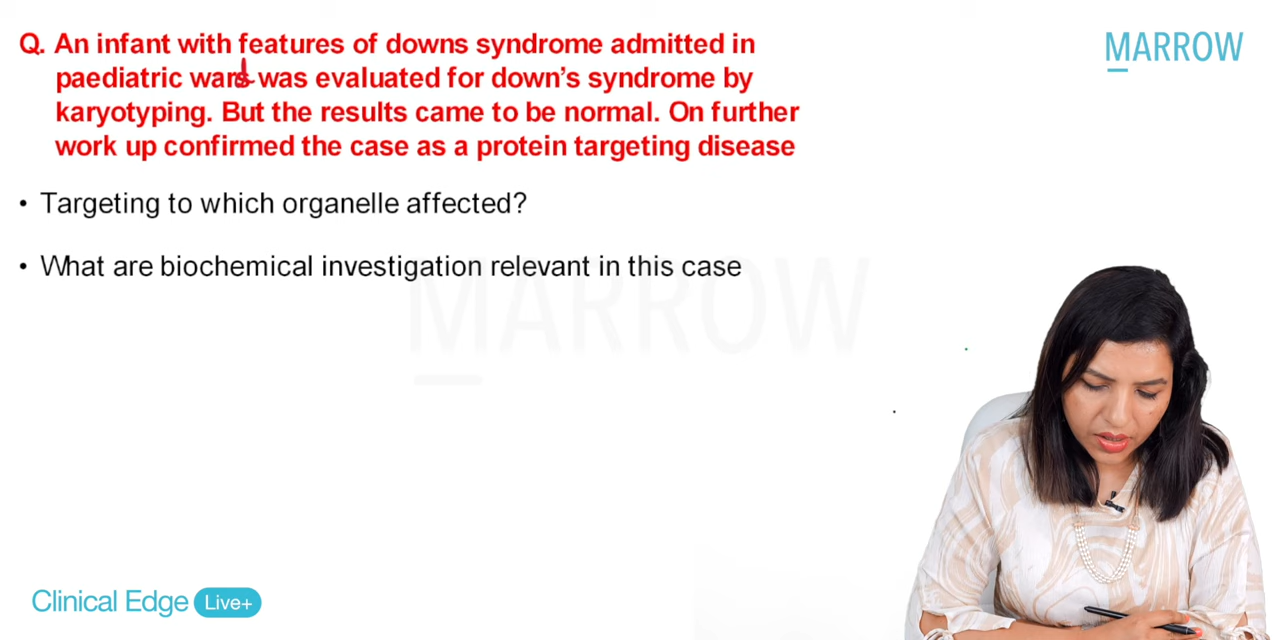 Q. An infant with features of downs syndrome admitted in
MARROW
paediatric ward was evaluated for down's syndrome by
karyotyping. But the results came to be normal. On further
work up confirmed the case as a protein targeting disease
• Targeting to which organelle affected?
• What are biochemical investigation relevant in this case
MARROW
Clinical Edge Live+